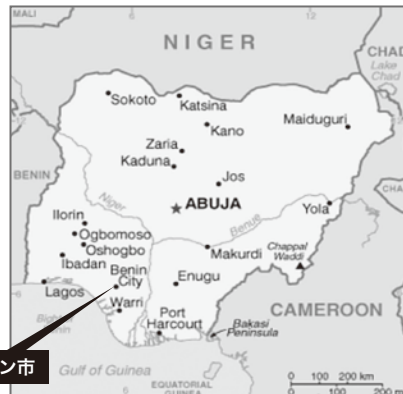 MALI
6
12
NIGER
CHAD
Lake
Chad
Sokoto
Katsina
Kano
Maiduguri
Zaria
Kaduna
Jos
BENIN
Niger
ABUJA
Benue
Yola
Ilorin
Ogbomoso
Oshogbo
Ibadan
Makurdi
Chappal
Waddi
Benin
City
Enugu
Lagos
Warri
Port
Harcourt
Bakasi
Peninsula
CAMEROON
ン市
Gulf of Guinea
EQUATORIAL
0 100 200 km
0 100 200 mi